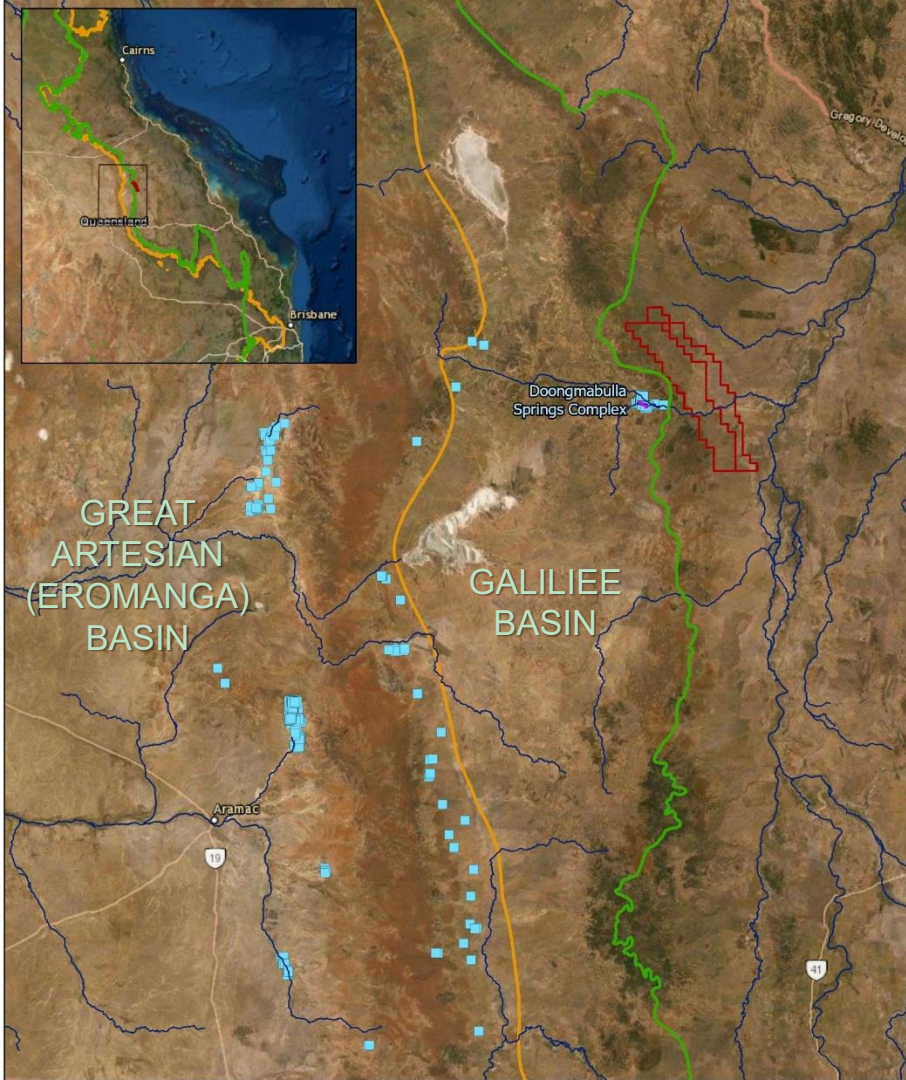 Cairns
Queensland
Brisbane
Gregory Develo
Doongmabulla
Springs Complex
GREAT
ARTESIAN
(EROMANGA)
BASIN
GALILIEE
BASIN
Aramac
19
41